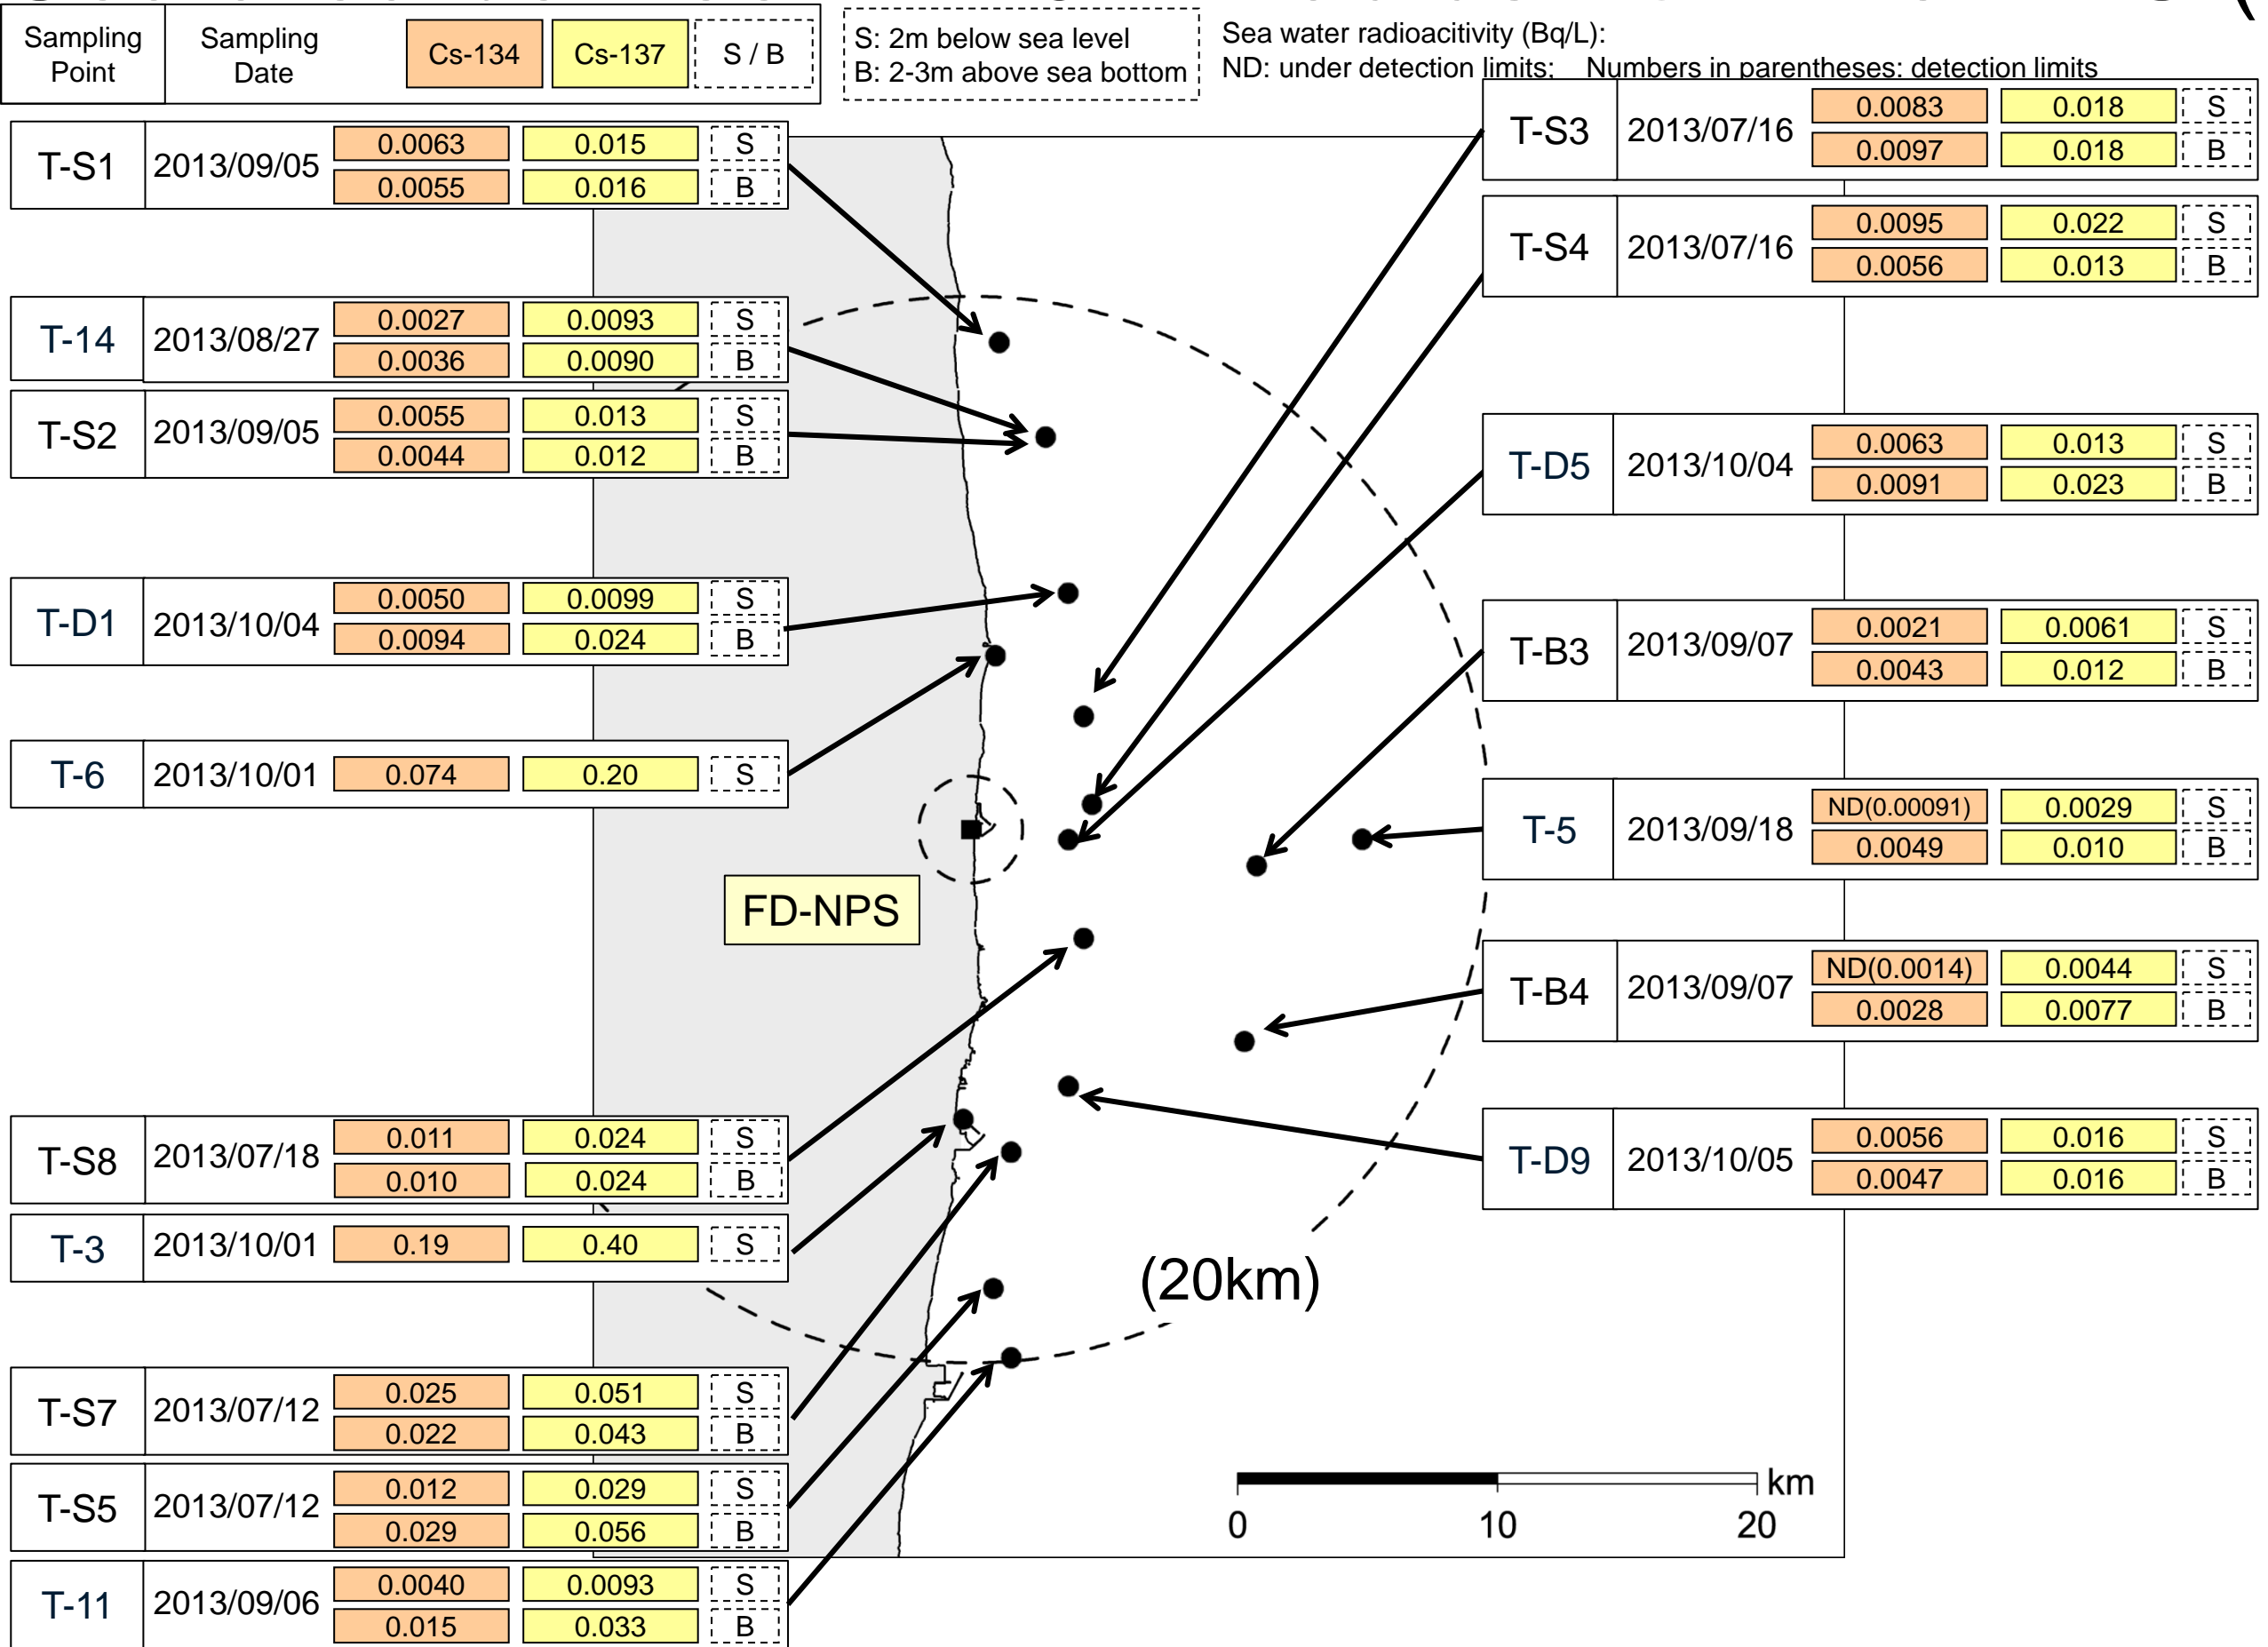 Sampling Point
Sampling Date
Cs-134
Cs-137
S / B
S: 2m below sea level
B: 2-3m above sea bottom
Sea water radioacitivity (Bq/L):
ND: under detection limits; Numbers in parentheses: detection limits
T-S1 2013/09/05 0.0063 0.015 S
0.0055 0.016 B
T-14 2013/08/27 0.0027 0.0093 S
0.0036 0.0090 B
T-S2 2013/09/05 0.0055 0.013 S
0.0044 0.012 B
T-D1 2013/10/04 0.0050 0.0099 S
0.0094 0.024 B
T-6 2013/10/01 0.074 0.20 S
T-S8 2013/07/18 0.011 0.024 S
0.010 0.024 B
T-3 2013/10/01 0.19 0.40 S
T-S7 2013/07/12 0.025 0.051 S
0.022 0.043 B
T-S5 2013/07/12 0.012 0.029 S
0.029 0.056 B
T-11 2013/09/06 0.0040 0.0093 S
0.015 0.033 B
FD-NPS
(20km)
T-S3 2013/07/16 0.0083 0.018 S
0.0097 0.018 B
T-S4 2013/07/16 0.0095 0.022 S
0.0056 0.013 B
T-D5 2013/10/04 0.0063 0.013 S
0.0091 0.023 B
T-B3 2013/09/07 0.0021 0.0061 S
0.0043 0.012 B
T-5 2013/09/18 ND(0.00091) 0.0029 S
0.0049 0.010 B
T-B4 2013/09/07 ND(0.0014) 0.0044 S
0.0028 0.0077 B
T-D9 2013/10/05 0.0056 0.016 S
0.0047 0.016 B
km
0 10 20